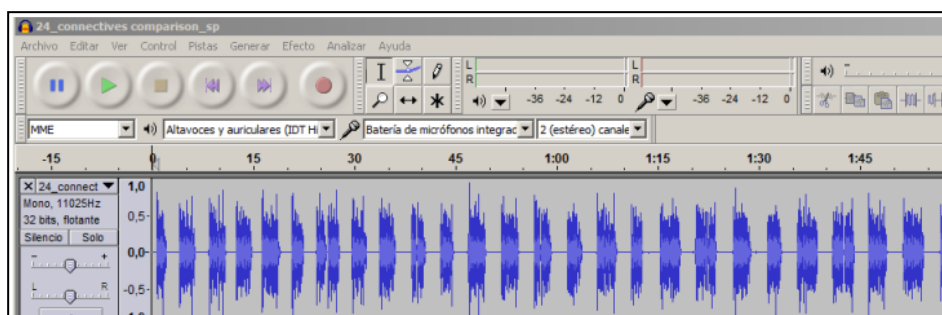 24_connectives comparison_sp
Archivo Editar Ver Control Pistas Generar Efecto Analizar Ayuda
L
R
-36 -24 -12 0
L
R
-36 -24 -12 0
-
MME
Altavoces y auriculares (IDT Hi
Batería de micrófonos integrac
2 (estéreo) canale
-15 0 15 30 45 1:00 1:15 1:30 1:45
24_connect
Mono, 11025Hz
32 bits, flotante
Silencio Solo
- +
L R
1,0
0,5-
0,0-
-0,5-